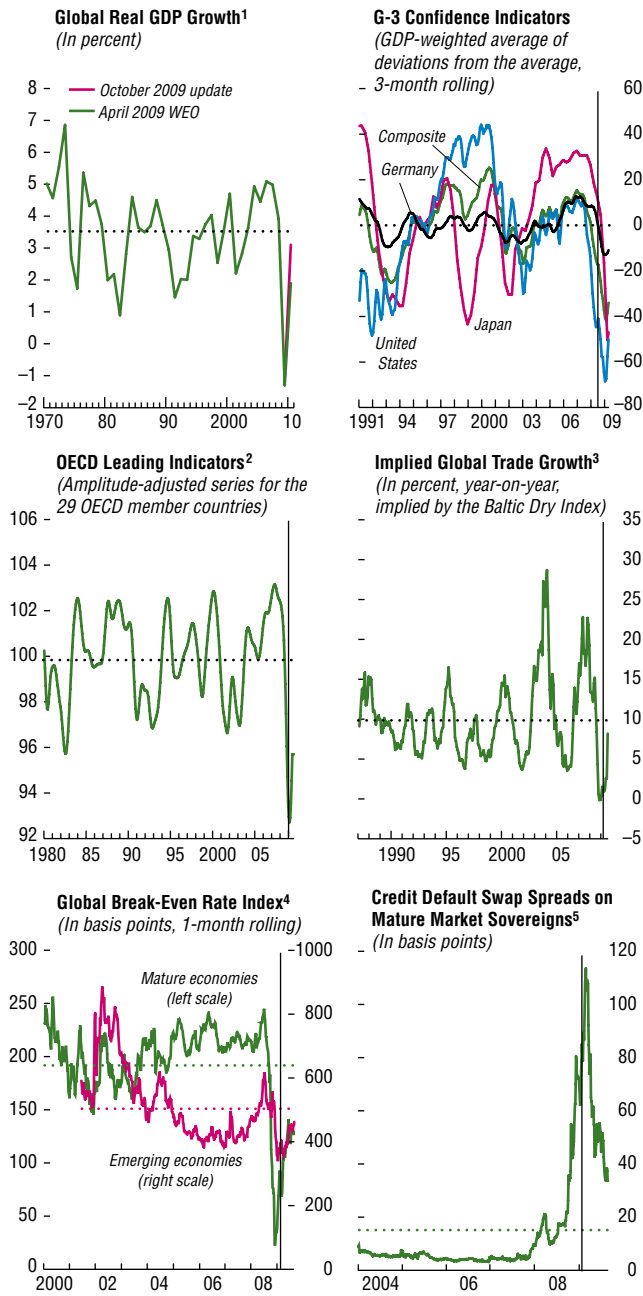 Global Real GDP Growth¹
(In percent)
8
7
6
5
4
3
2
1
0
–1
–2
October 2009 update
April 2009 WEO
1970 80 90 2000 10
G-3 Confidence Indicators
(GDP-weighted average of
deviations from the average,
3-month rolling)
60
40
20
0
–20
–40
–60
–80
Composite
Germany
Japan
United
States
1991 94 97 2000 03 06 09
OECD Leading Indicators²
(Amplitude-adjusted series for the
29 OECD member countries)
106
104
102
100
98
96
94
92
1980 85 90 95 2000 05
Implied Global Trade Growth³
(In percent, year-on-year,
implied by the Baltic Dry Index)
35
30
25
20
15
10
5
0
–5
1990 95 2000 05
Global Break-Even Rate Index⁴
(In basis points, 1-month rolling)
300
250
200
150
100
50
0
1000
800
600
400
200
0
Mature economies
(left scale)
Emerging economies
(right scale)
2000 02 04 06 08
Credit Default Swap Spreads on
Mature Market Sovereigns⁵
(In basis points)
120
100
80
60
40
20
0
2004 06 08